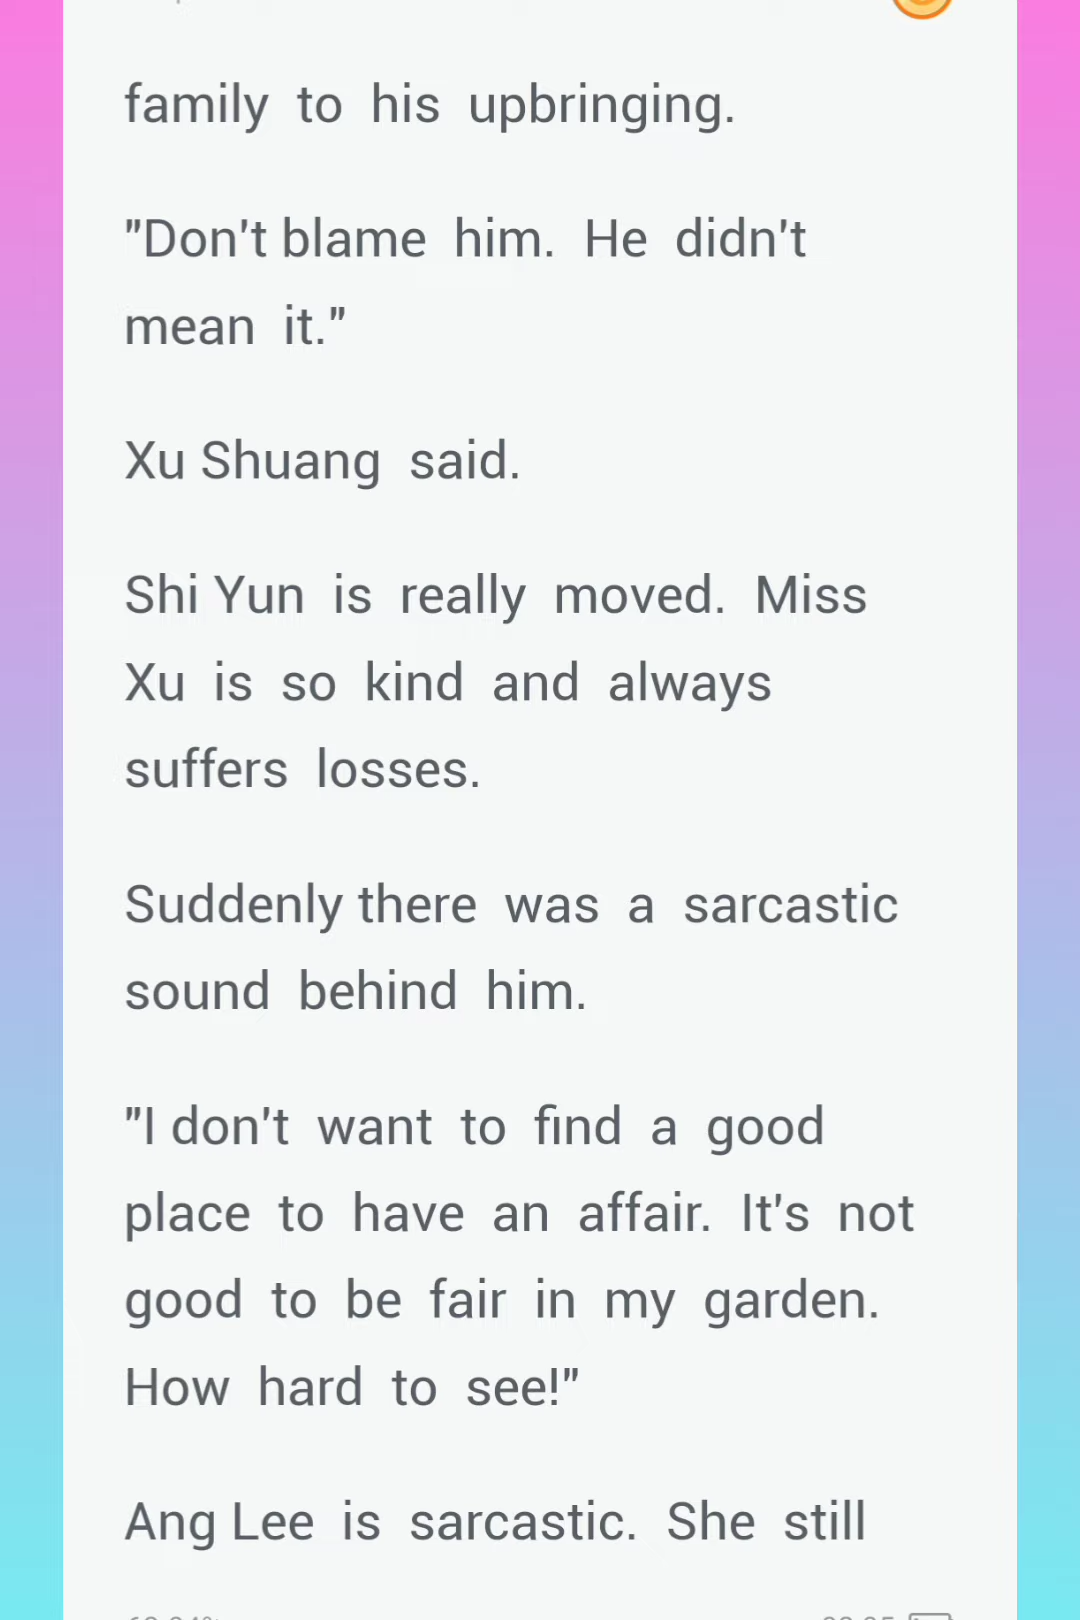 family to his upbringing.
"Don't blame him. He didn't
mean it."
Xu Shuang said.
Shi Yun is really moved. Miss
Xu is so kind and always
suffers losses.
Suddenly there was a sarcastic
sound behind him.
"I don't want to find a good
place to have an affair. It's not
good to be fair in my garden.
How hard to see!"
Ang Lee is sarcastic. She still